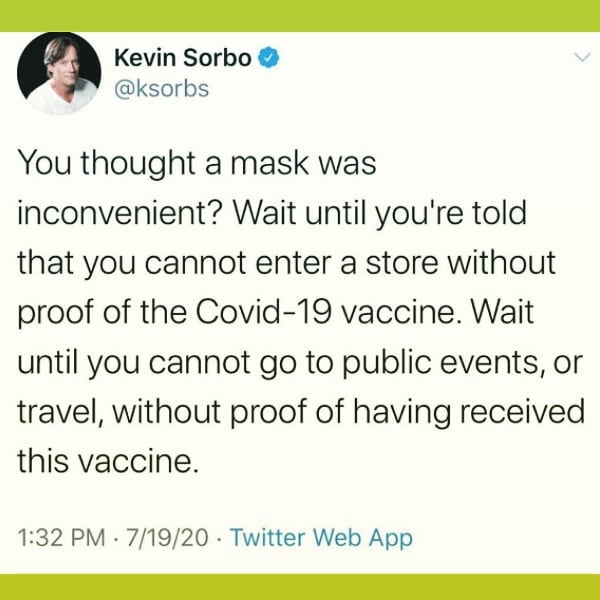 Kevin Sorbo
@ksorbs
You thought a mask was
inconvenient? Wait until you're told
that you cannot enter a store without
proof of the Covid-19 vaccine. Wait
until you cannot go to public events, or
travel, without proof of having received
this vaccine.
1:32 PM · 7/19/20 · Twitter Web App